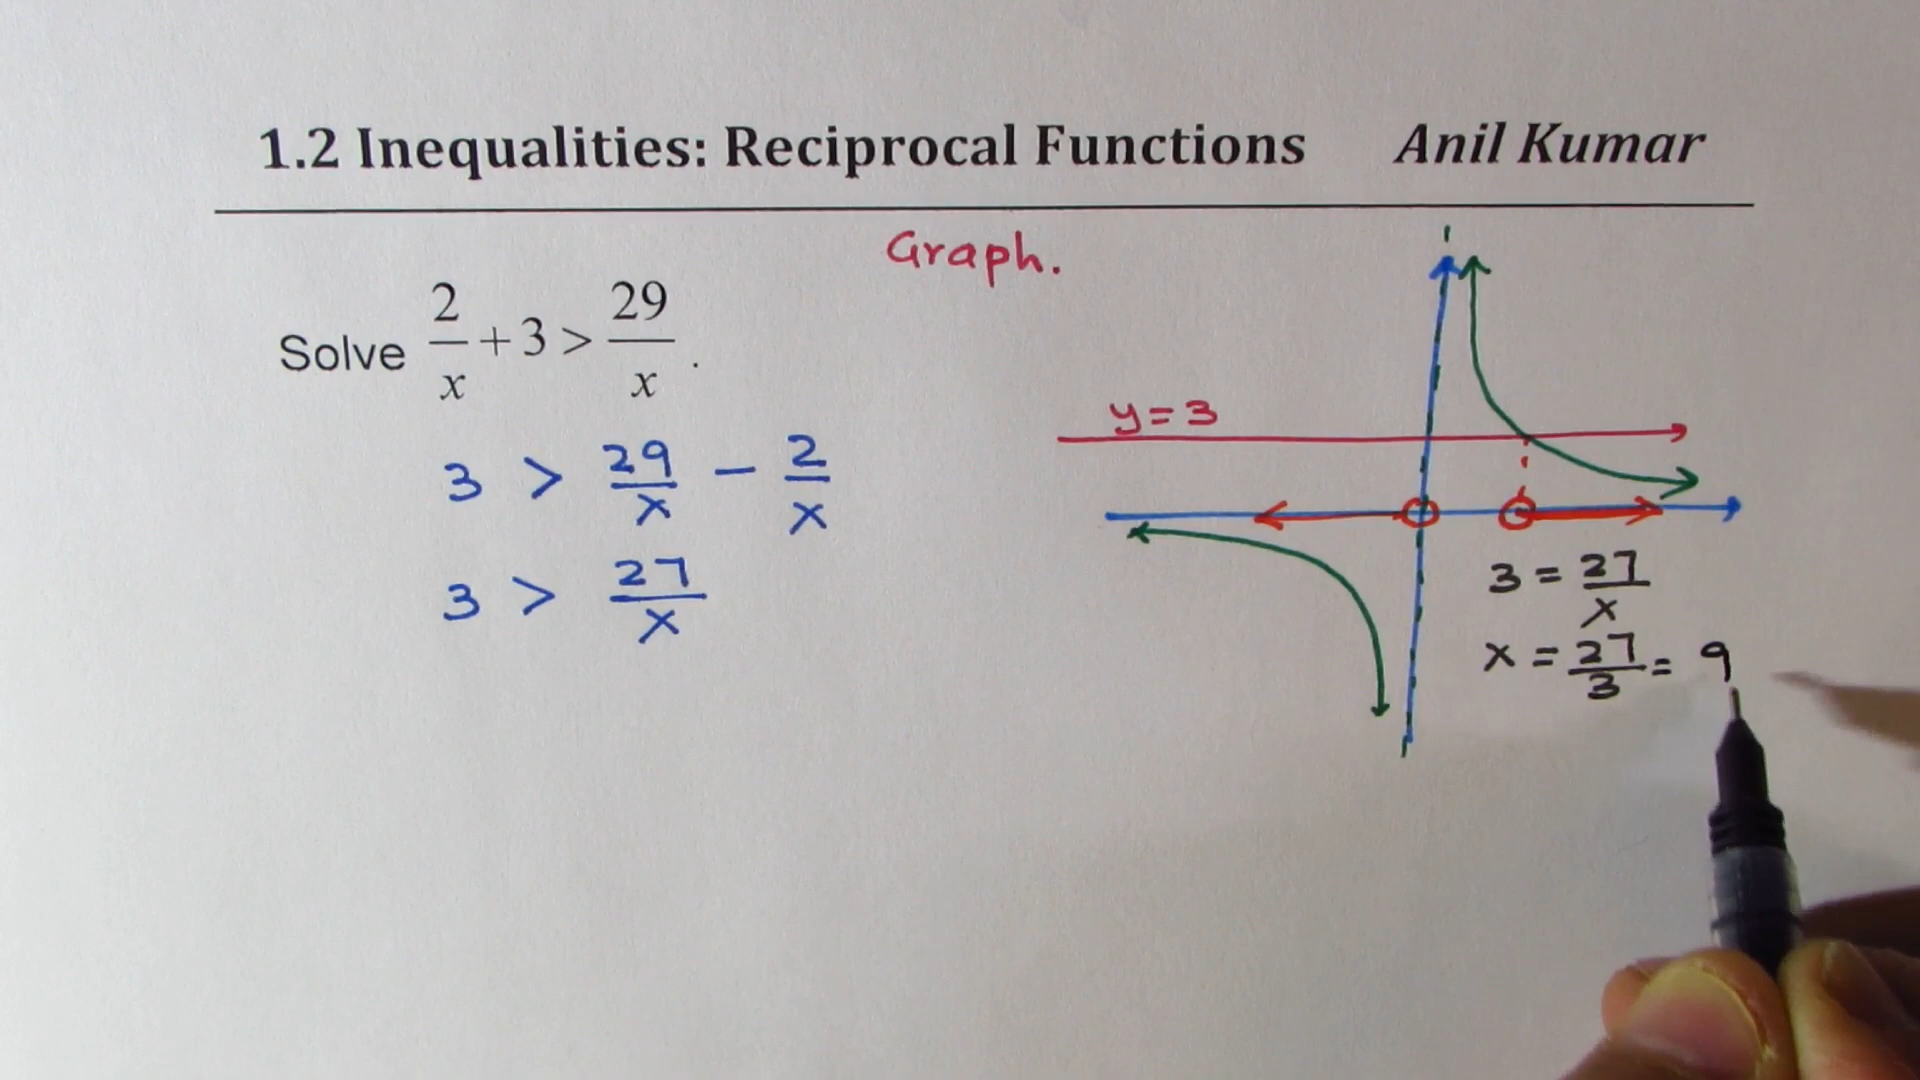 1.2 Inequalities: Reciprocal Functions Anil Kumar
Graph.
Solve 2/x + 3 > 29/x .
3 > 29/x - 2/x
3 > 27/x
y = 3
3 = 27/x
x = 27/3 = 9